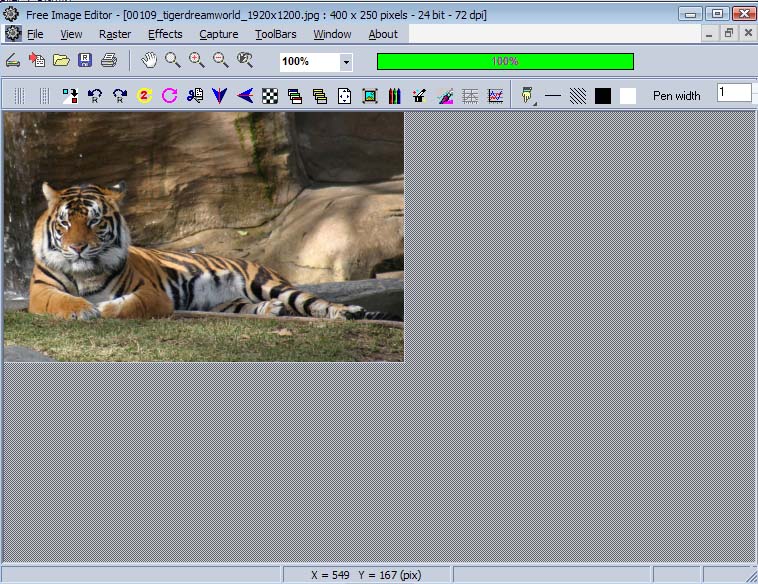 Free Image Editor - [00109_tigerdreamworld_1920x1200.jpg : 400 x 250 pixels - 24 bit - 72 dpi]
File View Raster Effects Capture ToolBars Window About
100% 100%
R R 2 Pen width 1
X = 549 Y = 167 (pix)